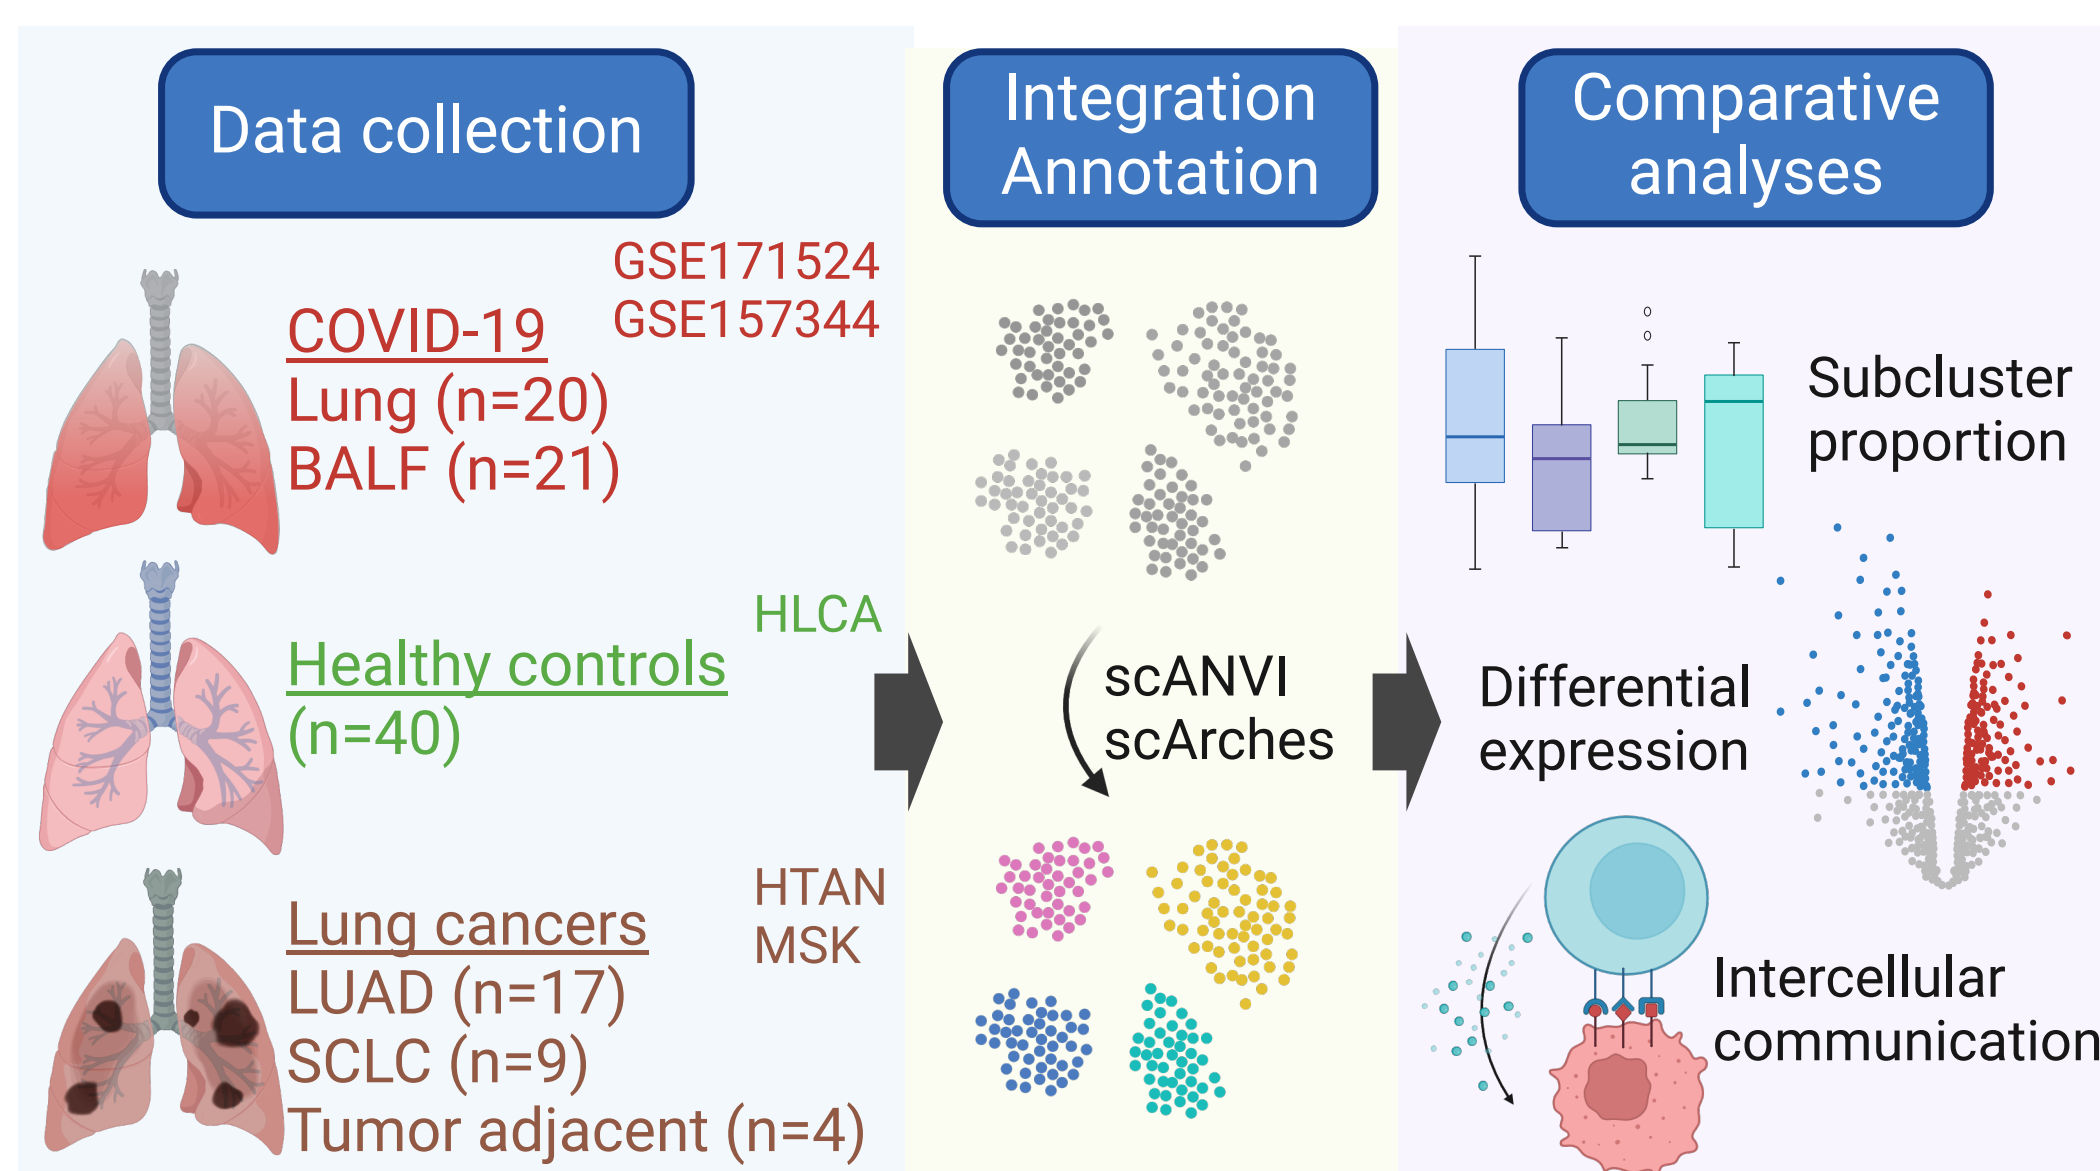 Data collection
GSE171524
GSE157344
COVID-19
Lung (n=20)
BALF (n=21)
HLCA
Healthy controls
(n=40)
HTAN
MSK
Lung cancers
LUAD (n=17)
SCLC (n=9)
Tumor adjacent (n=4)
Integration
Annotation
scANVI
scArches
Comparative
analyses
Subcluster
proportion
Differential
expression
Intercellular
communication